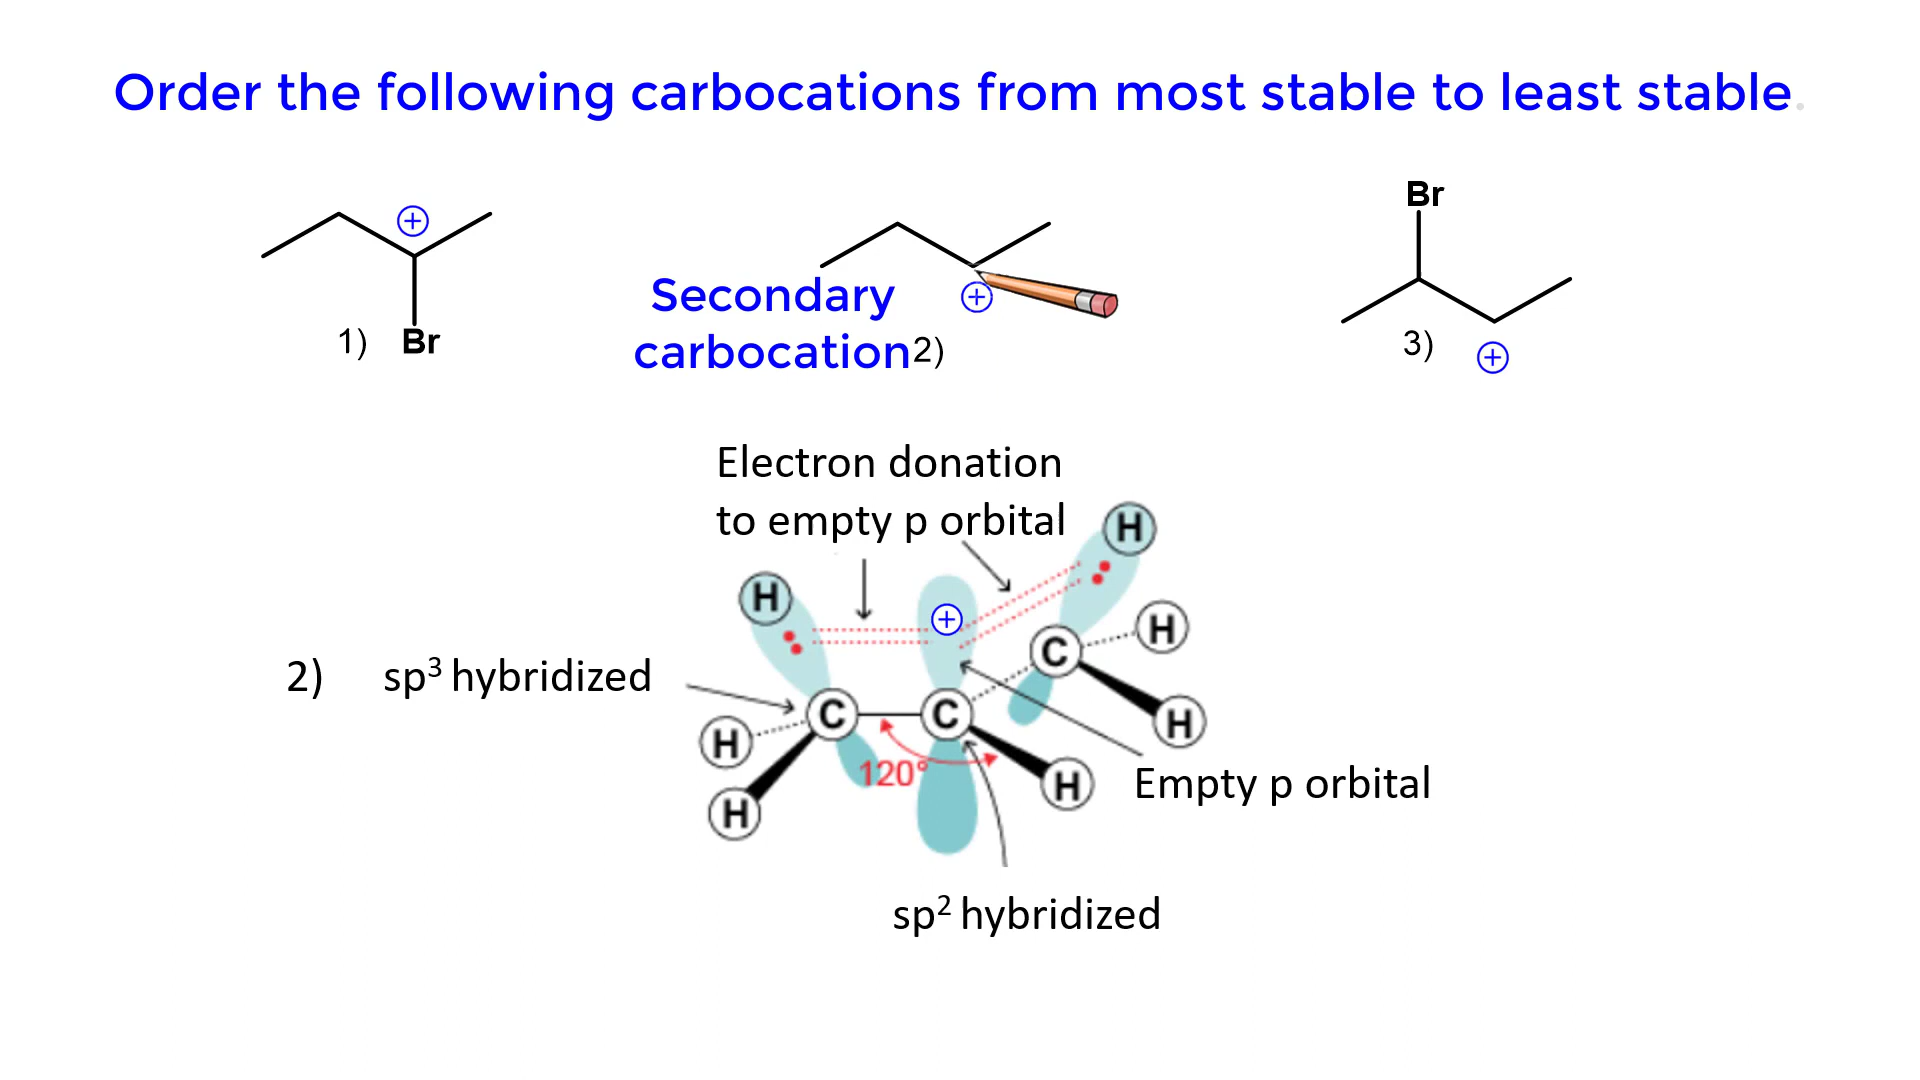 Order the following carbocations from most stable to least stable.
Br
⊕
1) Br
Secondary
carbocation
⊕
2)
3)
⊕
Electron donation
to empty p orbital
H
H
⊕
H
C
H
2) sp³ hybridized
C
C
H
H
120°
H
H
Empty p orbital
sp² hybridized